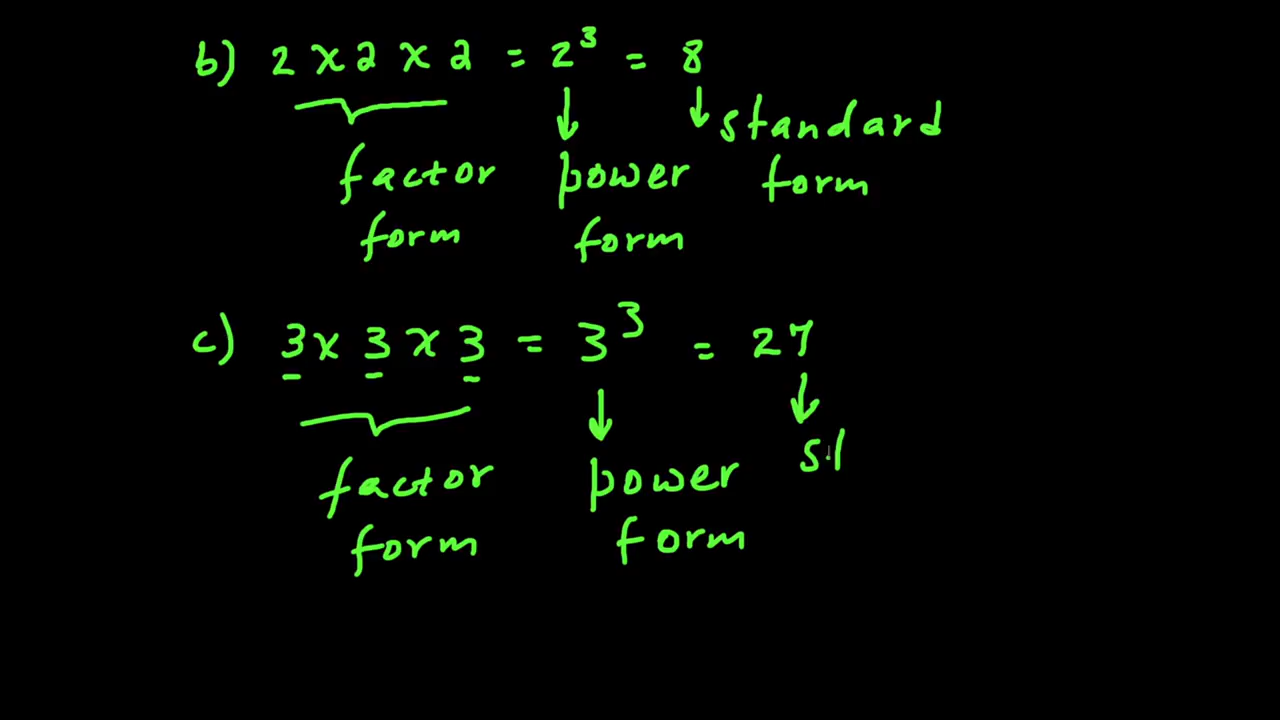 b) 2 x 2 x 2 = 2³ = 8
standard
factor power form
form form
c) 3 x 3 x 3 = 3³ = 27
factor power
form form